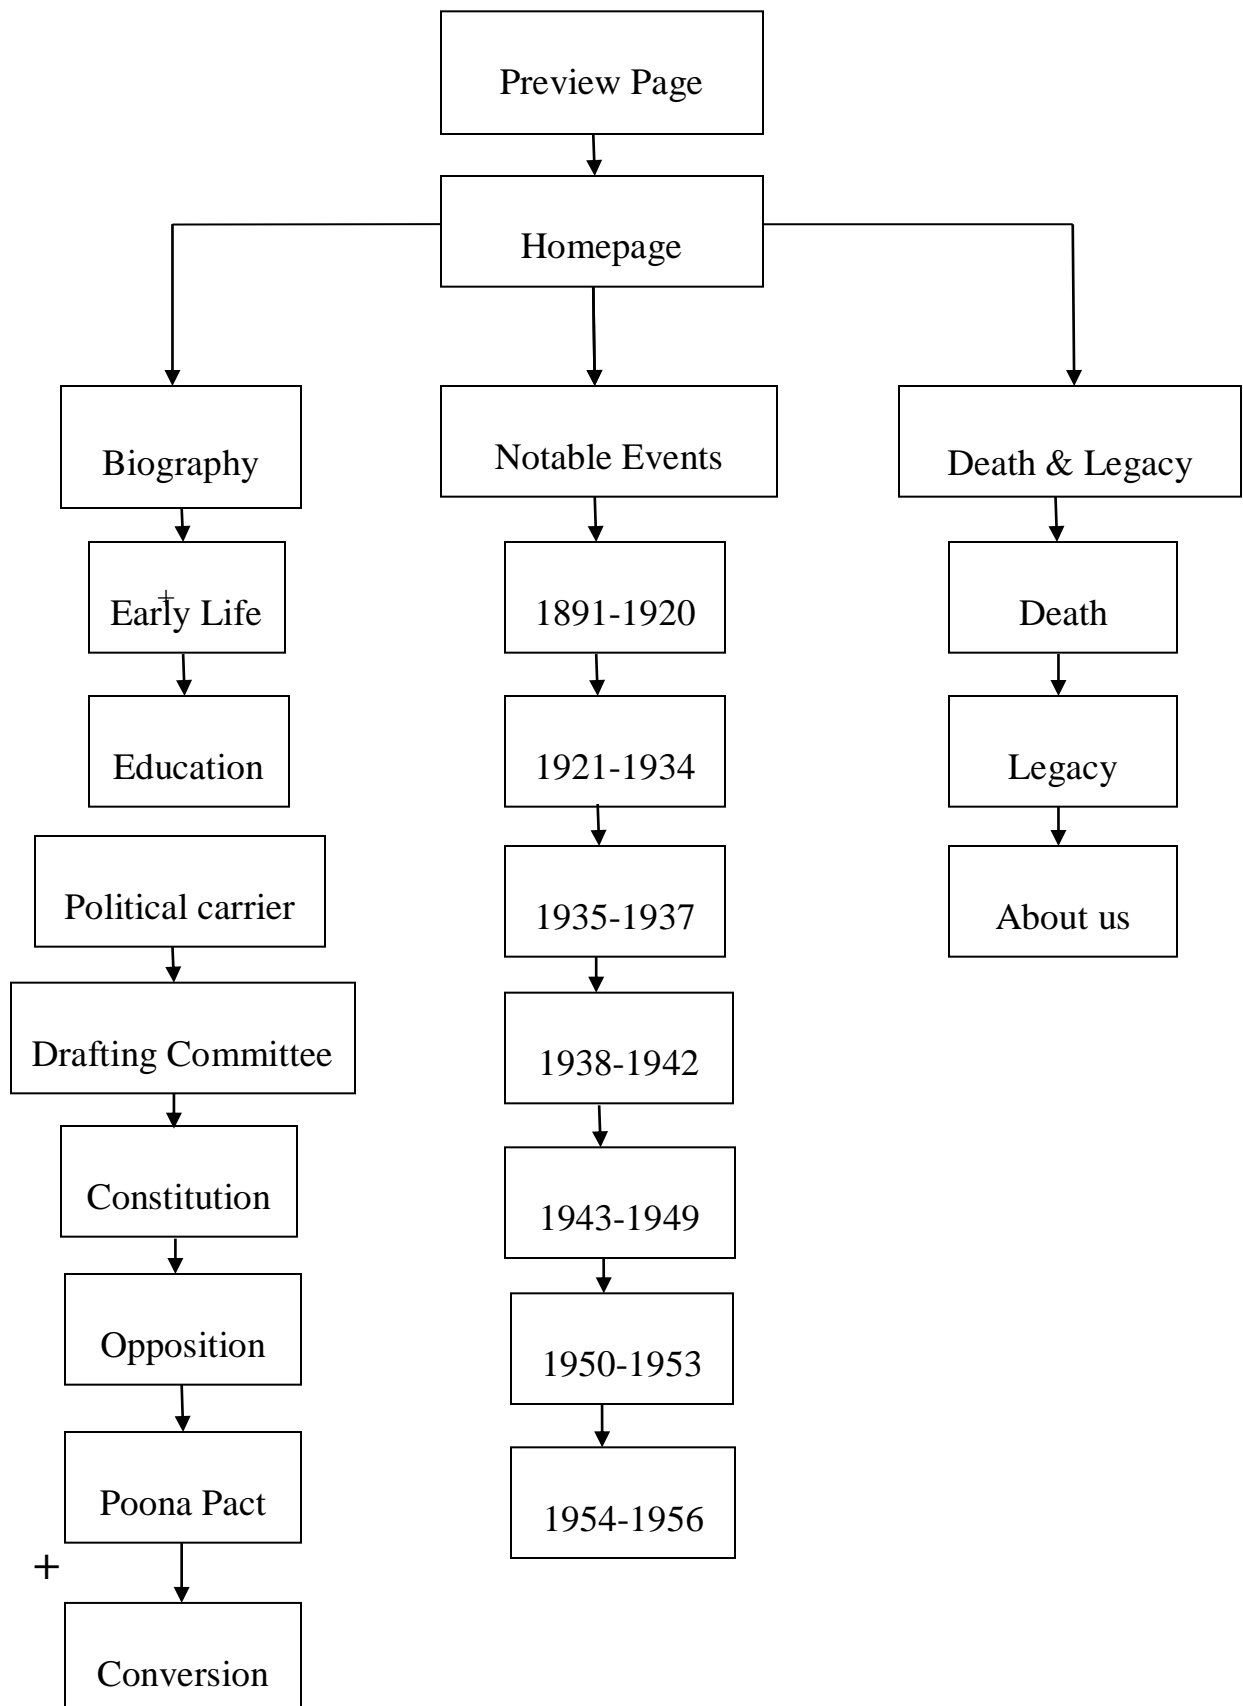 Preview Page
Homepage
Biography
Early Life
+
Education
Political carrier
Drafting Committee
Constitution
Opposition
Poona Pact
+
Conversion
Notable Events
1891-1920
1921-1934
1935-1937
1938-1942
1943-1949
1950-1953
1954-1956
Death & Legacy
Death
Legacy
About us